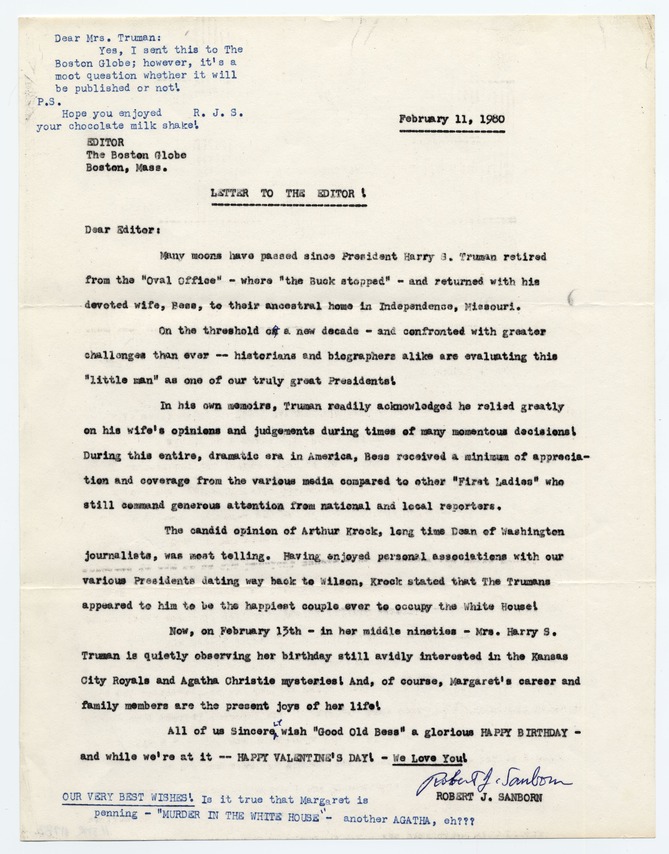 Dear Mrs. Truman:
Yes, I sent this to The
Boston Globe; however, it's a
moot question whether it will
be published or not!
P.S.
Hope you enjoyed R. J. S.
your chocolate milk shake!
February 11, 1980
EDITOR
The Boston Globe
Boston, Mass.
LETTER TO THE EDITOR !
Dear Editor:
Many moons have passed since President Harry S. Truman retired
from the "Oval Office" - where "the Buck stopped" - and returned with his
devoted wife, Bess, to their ancestral home in Independence, Missouri.
On the threshold of a new decade - and confronted with greater
challenges than ever -- historians and biographers alike are evaluating this
"little man" as one of our truly great Presidents!
In his own memoirs, Truman readily acknowledged he relied greatly
on his wife's opinions and judgements during times of many momentous decisions!
During this entire, dramatic era in America, Bess received a minimum of apprecia-
tion and coverage from the various media compared to other "First Ladies" who
still command generous attention from national and local reporters.
The candid opinion of Arthur Krock, long time Dean of Washington
journalists, was most telling. Having enjoyed personal associations with our
various Presidents dating way back to Wilson, Krock stated that The Trumans
appeared to him to be the happiest couple ever to occupy the White House!
Now, on February 13th - in her middle nineties - Mrs. Harry S.
Truman is quietly observing her birthday still avidly interested in the Kansas
City Royals and Agatha Christie mysteries! And, of course, Margaret's career and
family members are the present joys of her life!
All of us Sincerely wish "Good Old Bess" a glorious HAPPY BIRTHDAY -
and while we're at it -- HAPPY VALENTINE'S DAY! - We Love You!
Robert J. Sanborn
ROBERT J. SANBORN
OUR VERY BEST WISHES! Is it true that Margaret is
penning - "MURDER IN THE WHITE HOUSE"- another AGATHA, eh???